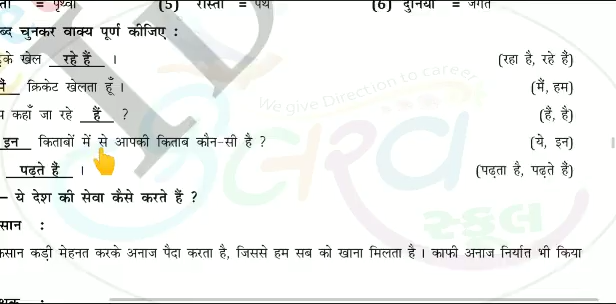 = पृथ्वी (5) रास्ता = पथ (6) दुनिया = जगत
चुनकर वाक्य पूर्ण कीजिए :
के खेल रहे हैं । (रहा है, रहे हैं)
मैं क्रिकेट खेलता हूँ । (मैं, हम)
कहाँ जा रहे हैं ? (हैं, है)
इन किताबों में से आपकी किताब कौन-सी है ? (ये, इन)
पढ़ते हैं । (पढ़ता है, पढ़ते हैं)
– ये देश की सेवा कैसे करते हैं ?
सान :
कसान कड़ी मेहनत करके अनाज पैदा करता है, जिससे हम सब को खाना मिलता है । काफी अनाज निर्यात भी किया
We give Direction to career